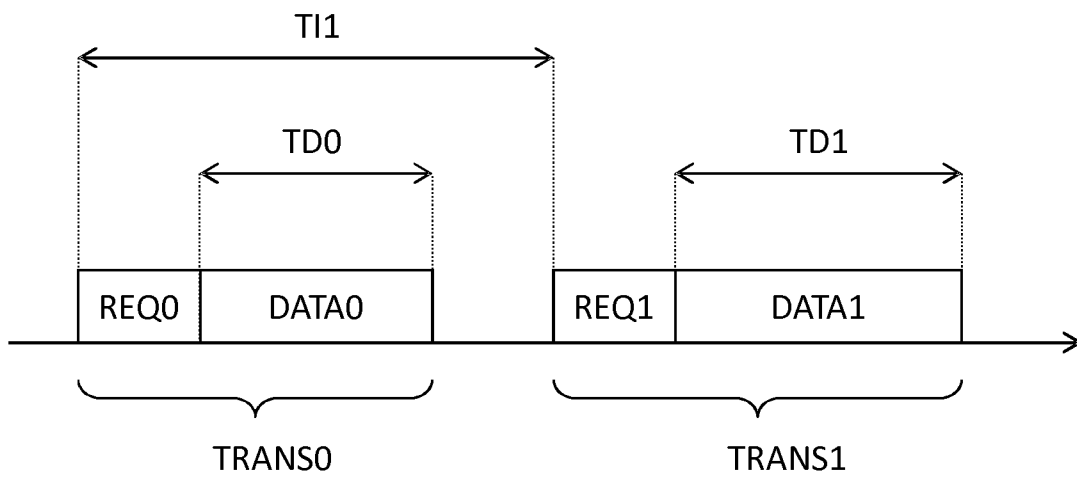 TI1
TD0 TD1
REQ0 DATA0 REQ1 DATA1
TRANS0 TRANS1